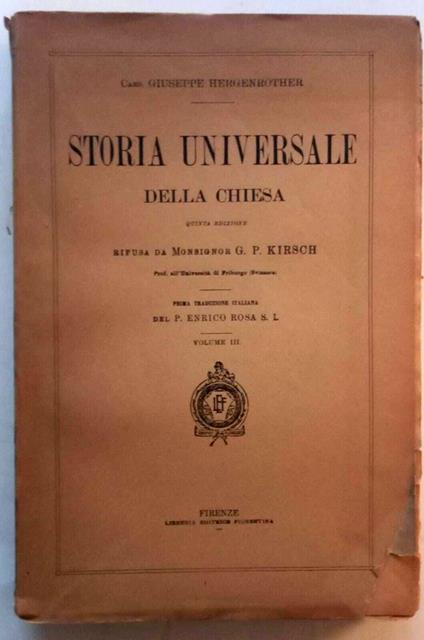 CARD. GIUSEPPE HERGENRÖTHER
STORIA UNIVERSALE
DELLA CHIESA
QUINTA EDIZIONE
RIFUSA DA MONSIGNOR G. P. KIRSCH
Prof. all'Università di Friburgo (Svizzera)
PRIMA TRADUZIONE ITALIANA
DEL P. ENRICO ROSA S. I.
VOLUME III.
LEF
FIRENZE
LIBRERIA EDITRICE FIORENTINA